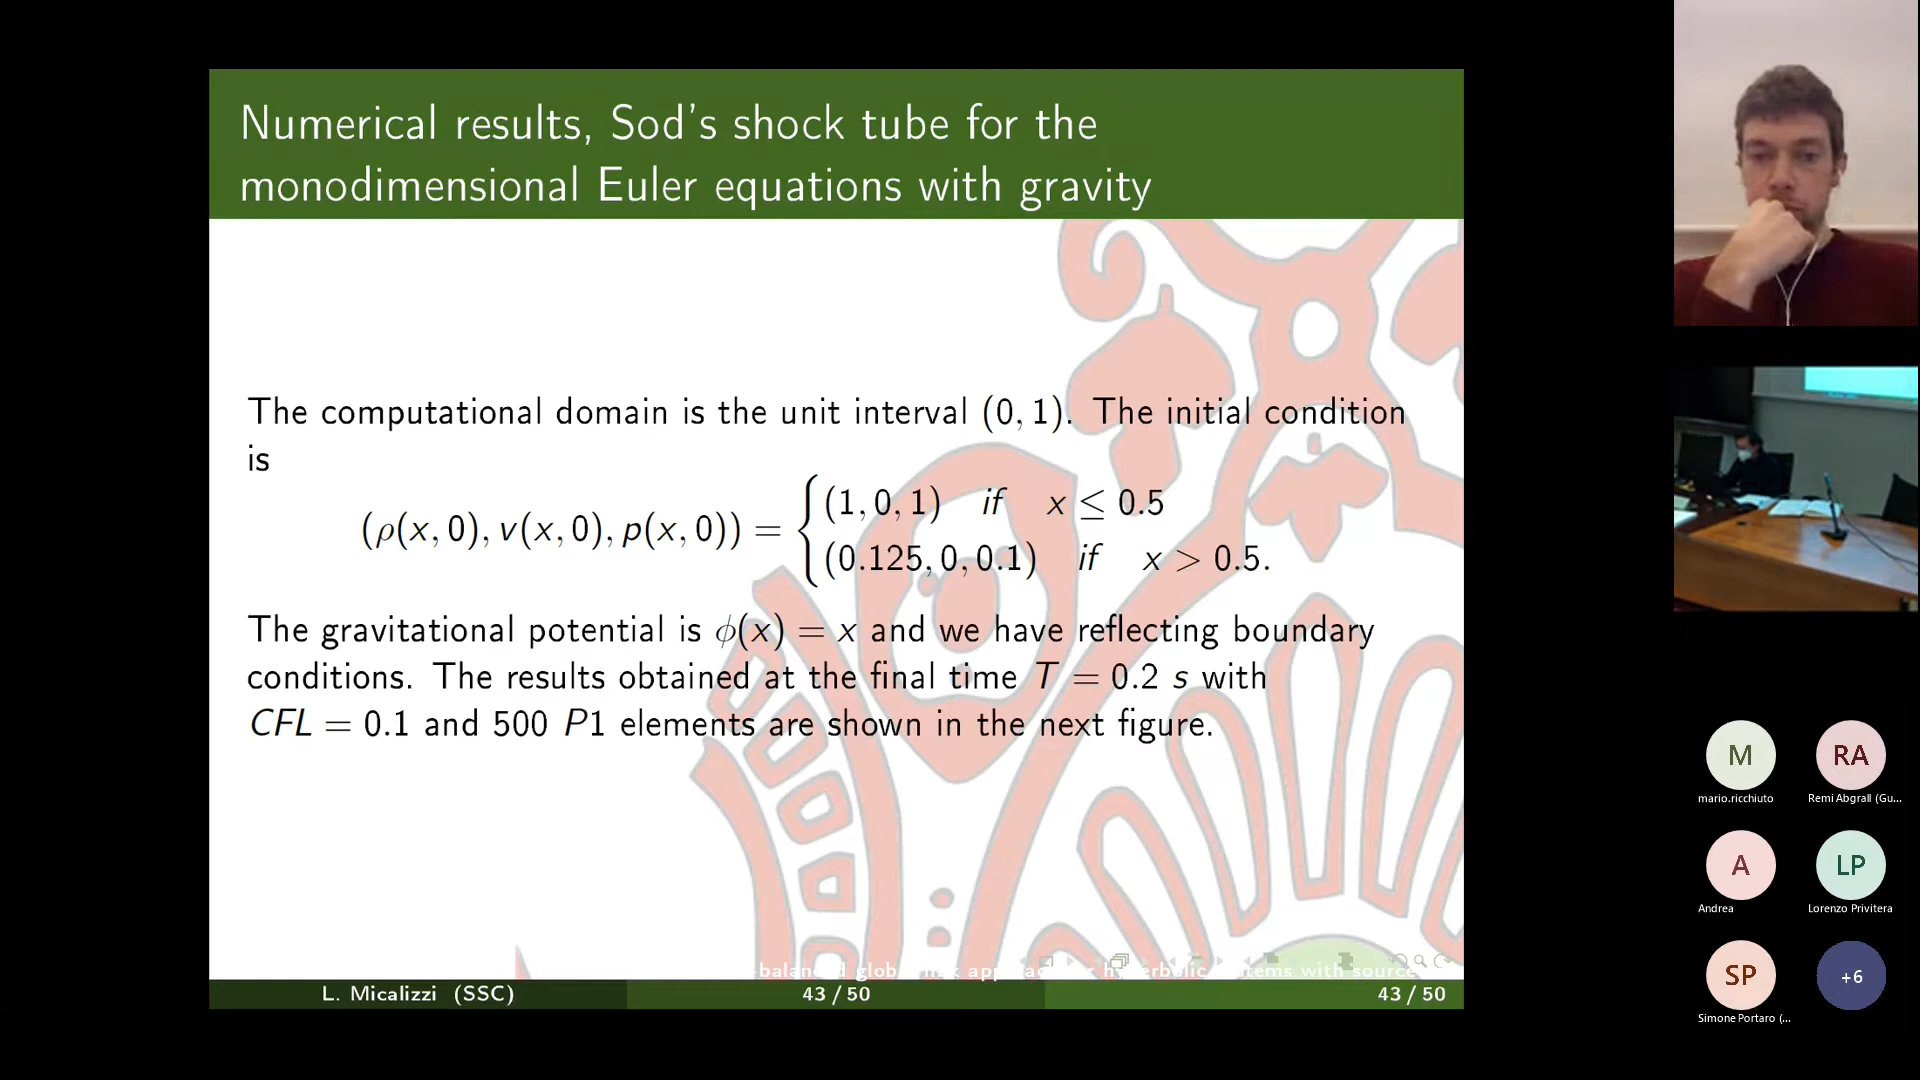 Numerical results, Sod's shock tube for the
monodimensional Euler equations with gravity
The computational domain is the unit interval (0, 1). The initial condition
is
(ρ(x, 0), v(x, 0), p(x, 0)) = { (1, 0, 1) if x ≤ 0.5
(0.125, 0, 0.1) if x > 0.5.
The gravitational potential is ϕ(x) = x and we have reflecting boundary
conditions. The results obtained at the final time T = 0.2 s with
CFL = 0.1 and 500 P1 elements are shown in the next figure.
systems with source
L. Micalizzi (SSC) 43 / 50 43 / 50
M RA
mario.ricchiuto Remi Abgrall (Gu...
A LP
Andrea Lorenzo Privitera
SP +6
Simone Portaro (...